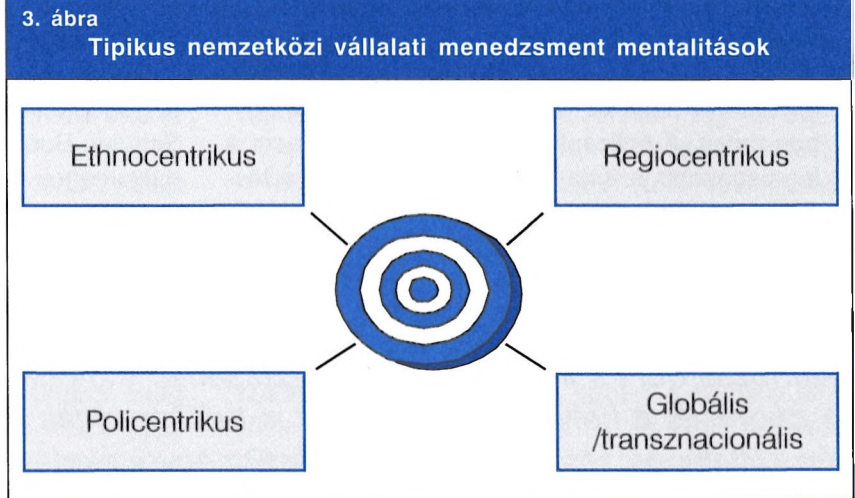 3. ábra
Tipikus nemzetközi vállalati menedzsment mentalitások
Ethnocentrikus
Regiocentrikus
Policentrikus
Globális
/transznacionális